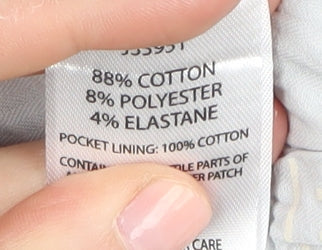 88% COTTON
8% POLYESTER
4% ELASTANE
POCKET LINING: 100% COTTON
PARTS OF
PATCH
CARE